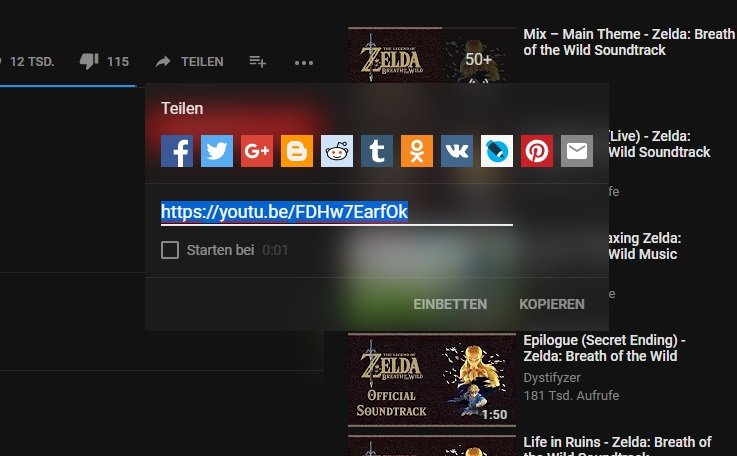 12 TSD.
115
TEILEN
Teilen
https://youtu.be/FDHw7EarfOk
Starten bei 0:01
EINBETTEN
KOPIEREN
THE LEGEND OF
ZELDA
BREATH OF THE WILD
50+
Mix – Main Theme - Zelda: Breath
of the Wild Soundtrack
(Live) - Zelda:
Wild Soundtrack
fe
axing Zelda:
Wild Music
e
THE LEGEND OF
ZELDA
BREATH OF THE WILD
OFFICIAL
SOUNDTRACK
1:50
Epilogue (Secret Ending) -
Zelda: Breath of the Wild
Dystifyzer
181 Tsd. Aufrufe
Life in Ruins - Zelda: Breath of